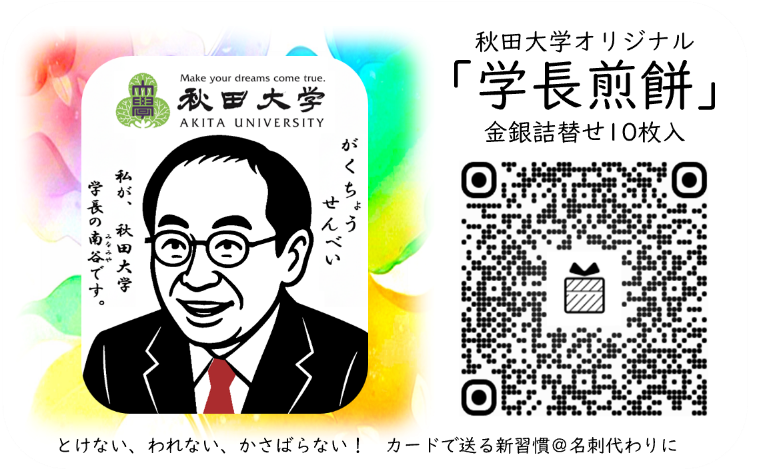 Make your dreams come true.
秋田大学
AKITA UNIVERSITY
がくちょう
せんべい
私が、秋田大学
学長の南谷です。
みなみや
秋田大学オリジナル
「学長煎餅」
金銀詰替せ10枚入
とけない、われない、かさばらない！　カードで送る新習慣@名刺代わりに